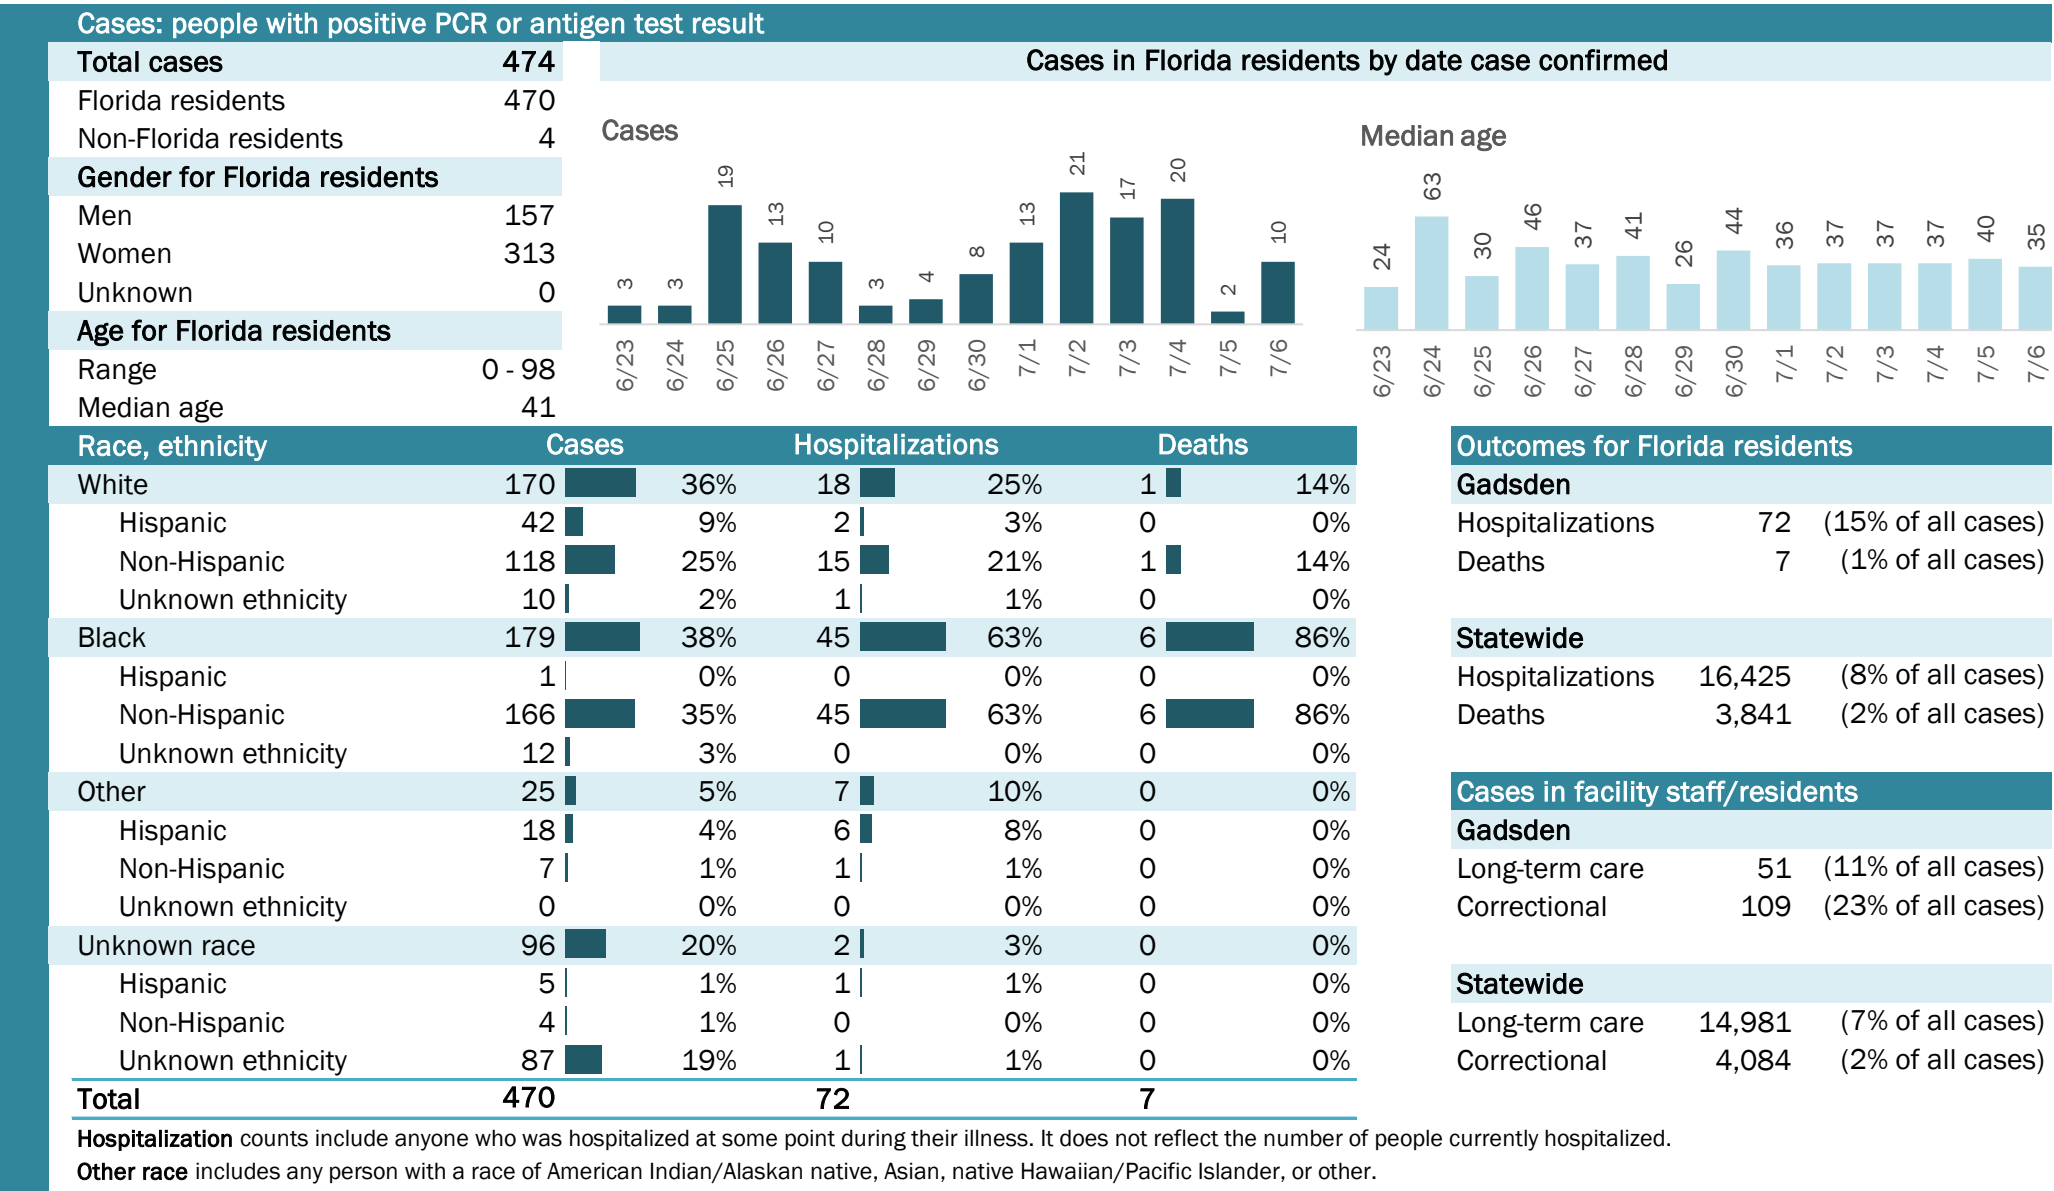 Cases: people with positive PCR or antigen test result
Total cases 474
Florida residents 470
Non-Florida residents 4
Gender for Florida residents
Men 157
Women 313
Unknown 0
Age for Florida residents
Range 0 - 98
Median age 41
Cases in Florida residents by date case confirmed
Cases
3 3 19 13 10 3 4 8 13 21 17 20 2 10
6/23 6/24 6/25 6/26 6/27 6/28 6/29 6/30 7/1 7/2 7/3 7/4 7/5 7/6
Median age
24 63 30 46 37 41 26 44 36 37 37 37 40 35
6/23 6/24 6/25 6/26 6/27 6/28 6/29 6/30 7/1 7/2 7/3 7/4 7/5 7/6
Race, ethnicity Cases Hospitalizations Deaths
White 170 36% 18 25% 1 14%
Hispanic 42 9% 2 3% 0 0%
Non-Hispanic 118 25% 15 21% 1 14%
Unknown ethnicity 10 2% 1 1% 0 0%
Black 179 38% 45 63% 6 86%
Hispanic 1 0% 0 0% 0 0%
Non-Hispanic 166 35% 45 63% 6 86%
Unknown ethnicity 12 3% 0 0% 0 0%
Other 25 5% 7 10% 0 0%
Hispanic 18 4% 6 8% 0 0%
Non-Hispanic 7 1% 1 1% 0 0%
Unknown ethnicity 0 0% 0 0% 0 0%
Unknown race 96 20% 2 3% 0 0%
Hispanic 5 1% 1 1% 0 0%
Non-Hispanic 4 1% 0 0% 0 0%
Unknown ethnicity 87 19% 1 1% 0 0%
Total 470 72 7
Outcomes for Florida residents
Gadsden
Hospitalizations 72 (15% of all cases)
Deaths 7 (1% of all cases)
Statewide
Hospitalizations 16,425 (8% of all cases)
Deaths 3,841 (2% of all cases)
Cases in facility staff/residents
Gadsden
Long-term care 51 (11% of all cases)
Correctional 109 (23% of all cases)
Statewide
Long-term care 14,981 (7% of all cases)
Correctional 4,084 (2% of all cases)
Hospitalization counts include anyone who was hospitalized at some point during their illness. It does not reflect the number of people currently hospitalized.
Other race includes any person with a race of American Indian/Alaskan native, Asian, native Hawaiian/Pacific Islander, or other.